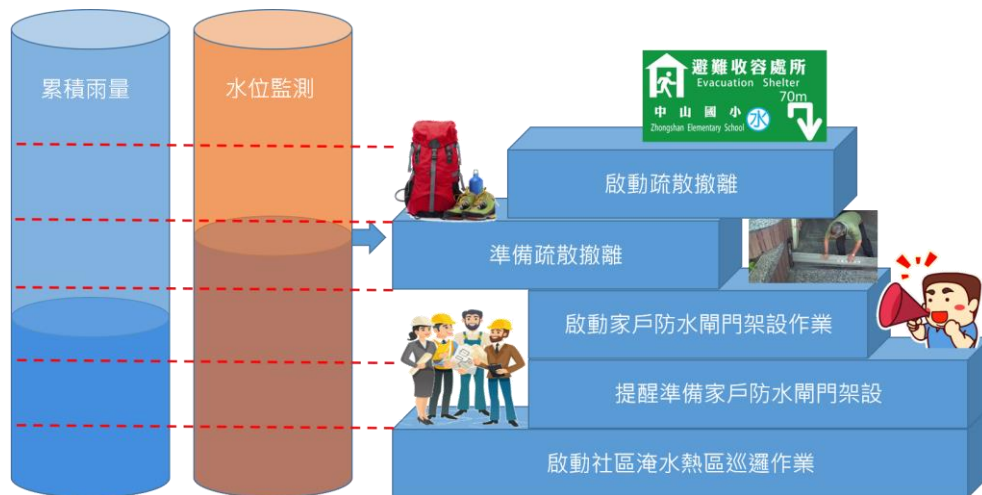 累積雨量
水位監測
避難收容處所
Evacuation Shelter
70m
中山國小
水
Zhongshan Elementary School
啟動疏散撤離
準備疏散撤離
啟動家戶防水閘門架設作業
提醒準備家戶防水閘門架設
啟動社區淹水熱區巡邏作業